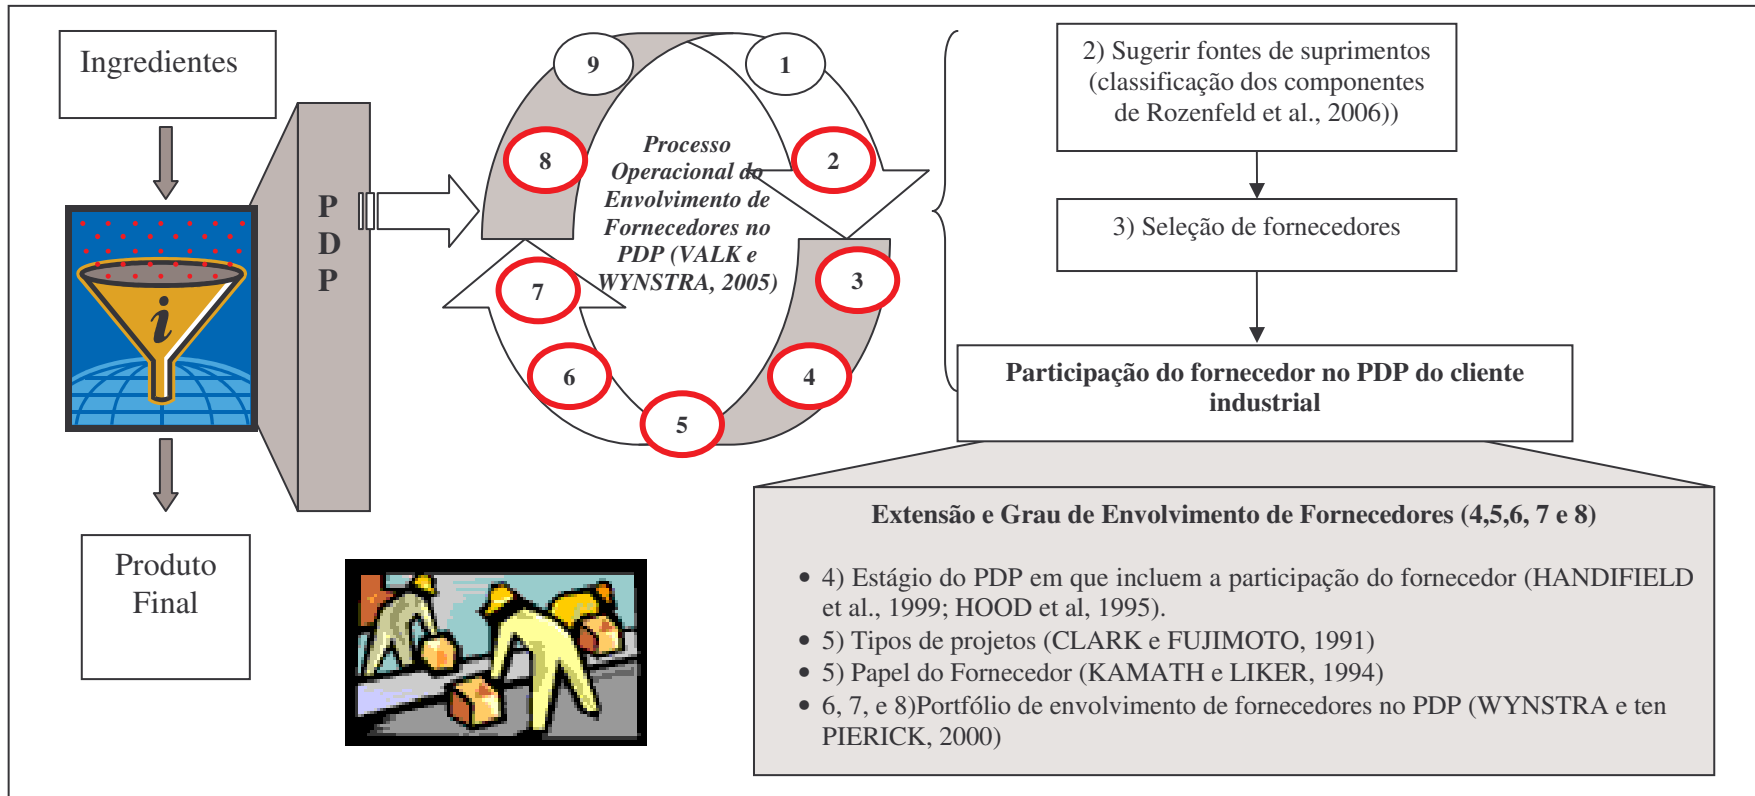 Ingredientes
P
D
P
i
Produto
Final
9
1
8
2
7
3
6
4
5
Processo
Operacional do
Envolvimento de
Fornecedores no
PDP (VALK e
WYNSTRA, 2005)
2) Sugerir fontes de suprimentos
(classificação dos componentes
de Rozenfeld et al., 2006))
3) Seleção de fornecedores
Participação do fornecedor no PDP do cliente
industrial
Extensão e Grau de Envolvimento de Fornecedores (4,5,6, 7 e 8)
• 4) Estágio do PDP em que incluem a participação do fornecedor (HANDIFIELD
et al., 1999; HOOD et al, 1995).
• 5) Tipos de projetos (CLARK e FUJIMOTO, 1991)
• 5) Papel do Fornecedor (KAMATH e LIKER, 1994)
• 6, 7, e 8)Portfólio de envolvimento de fornecedores no PDP (WYNSTRA e ten
PIERICK, 2000)